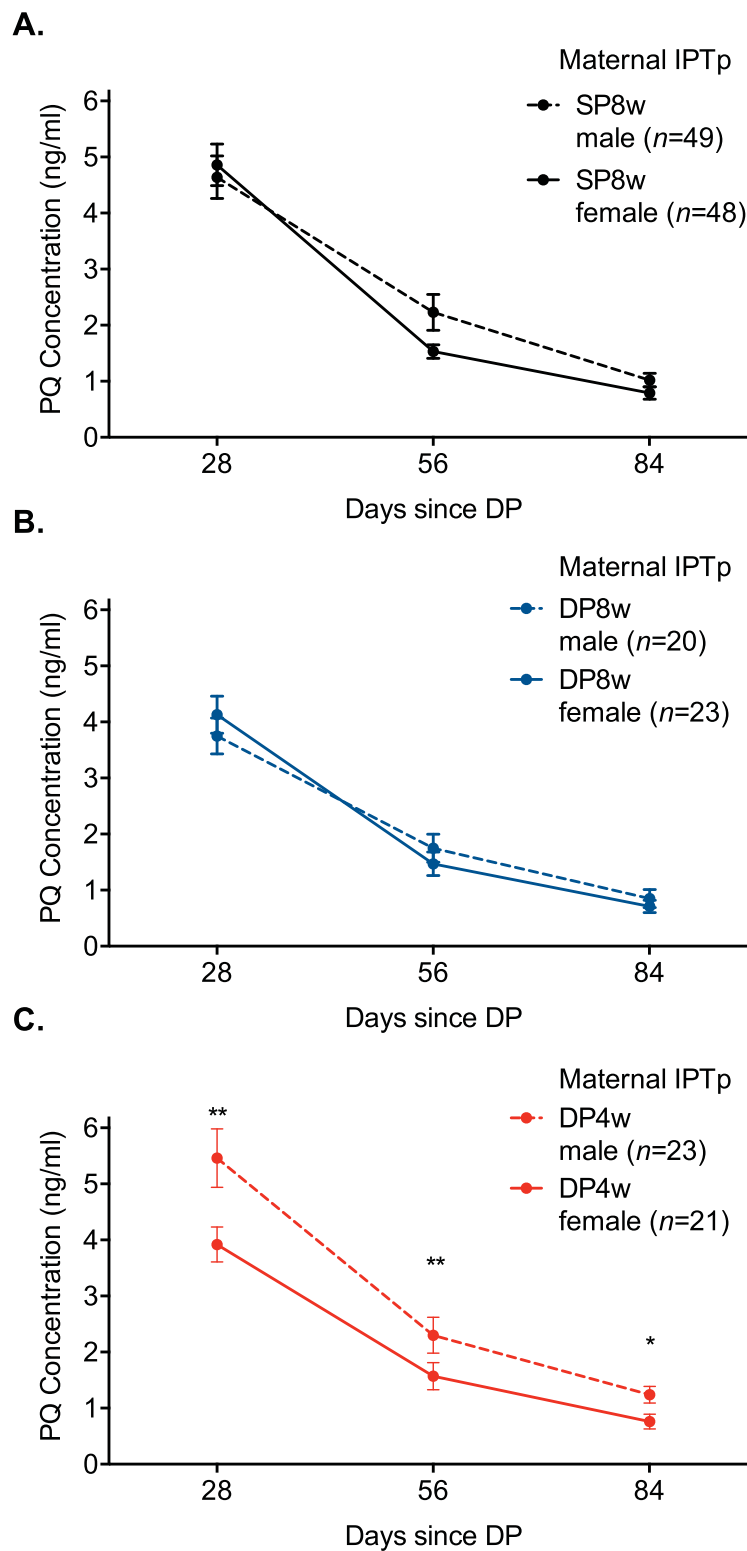 A.
Maternal IPTp
SP8w
male (n=49)
SP8w
female (n=48)
PQ Concentration (ng/ml)
6
5
4
3
2
1
0
28 56 84
Days since DP
B.
Maternal IPTp
DP8w
male (n=20)
DP8w
female (n=23)
PQ Concentration (ng/ml)
6
5
4
3
2
1
0
28 56 84
Days since DP
C.
Maternal IPTp
DP4w
male (n=23)
DP4w
female (n=21)
PQ Concentration (ng/ml)
**
**
*
6
5
4
3
2
1
0
28 56 84
Days since DP